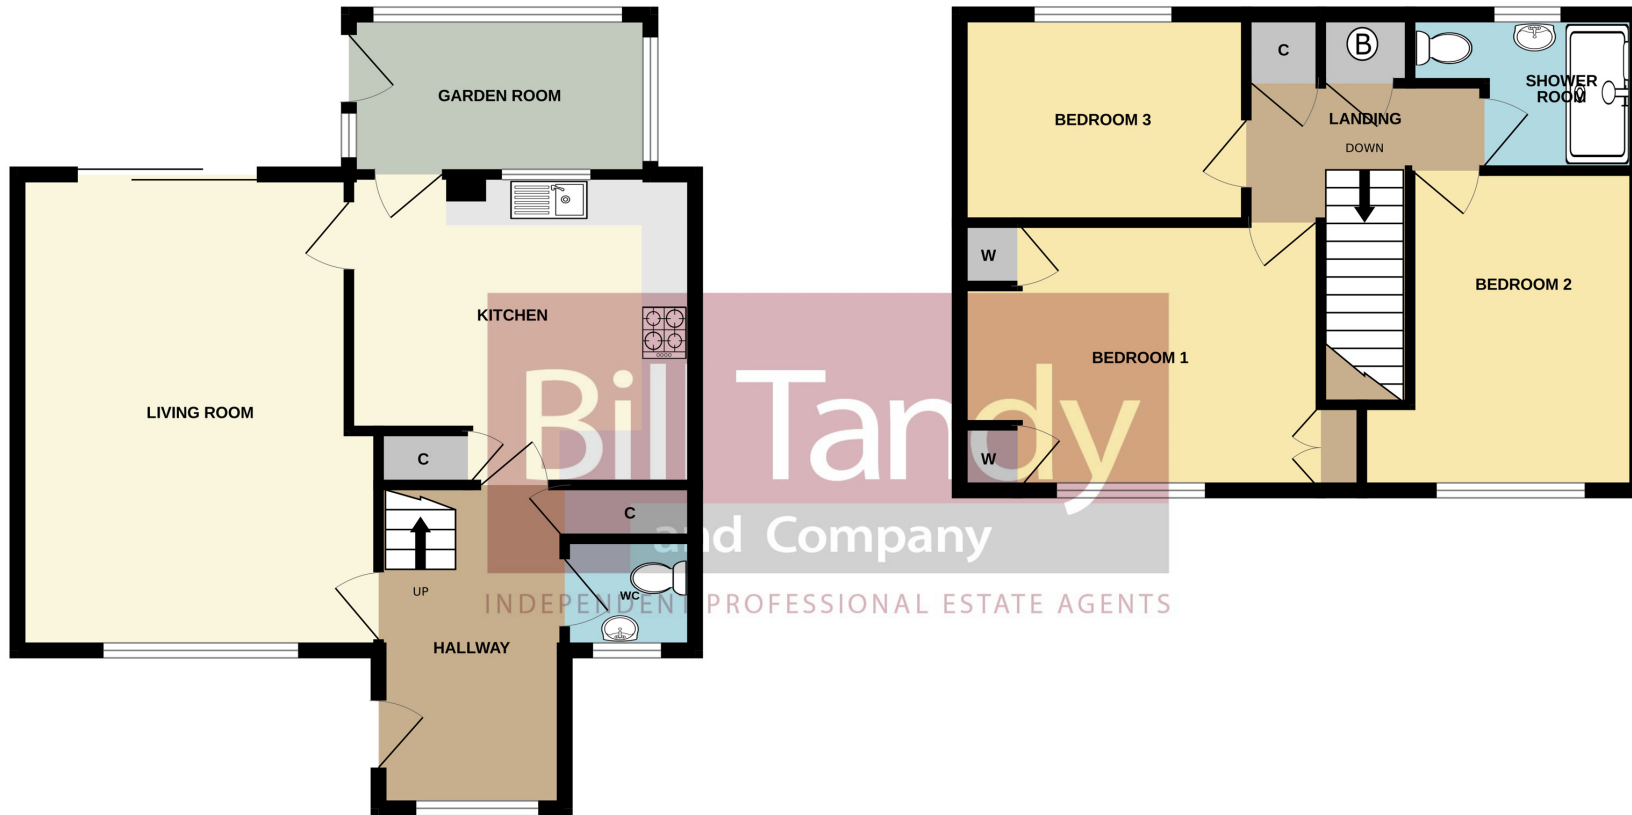 GARDEN ROOM
KITCHEN
LIVING ROOM
C
C
UP
WC
HALLWAY
C
B
SHOWER
ROOM
BEDROOM 3
LANDING
DOWN
W
BEDROOM 2
BEDROOM 1
W
Bill Tandy
and Company
INDEPENDENT PROFESSIONAL ESTATE AGENTS